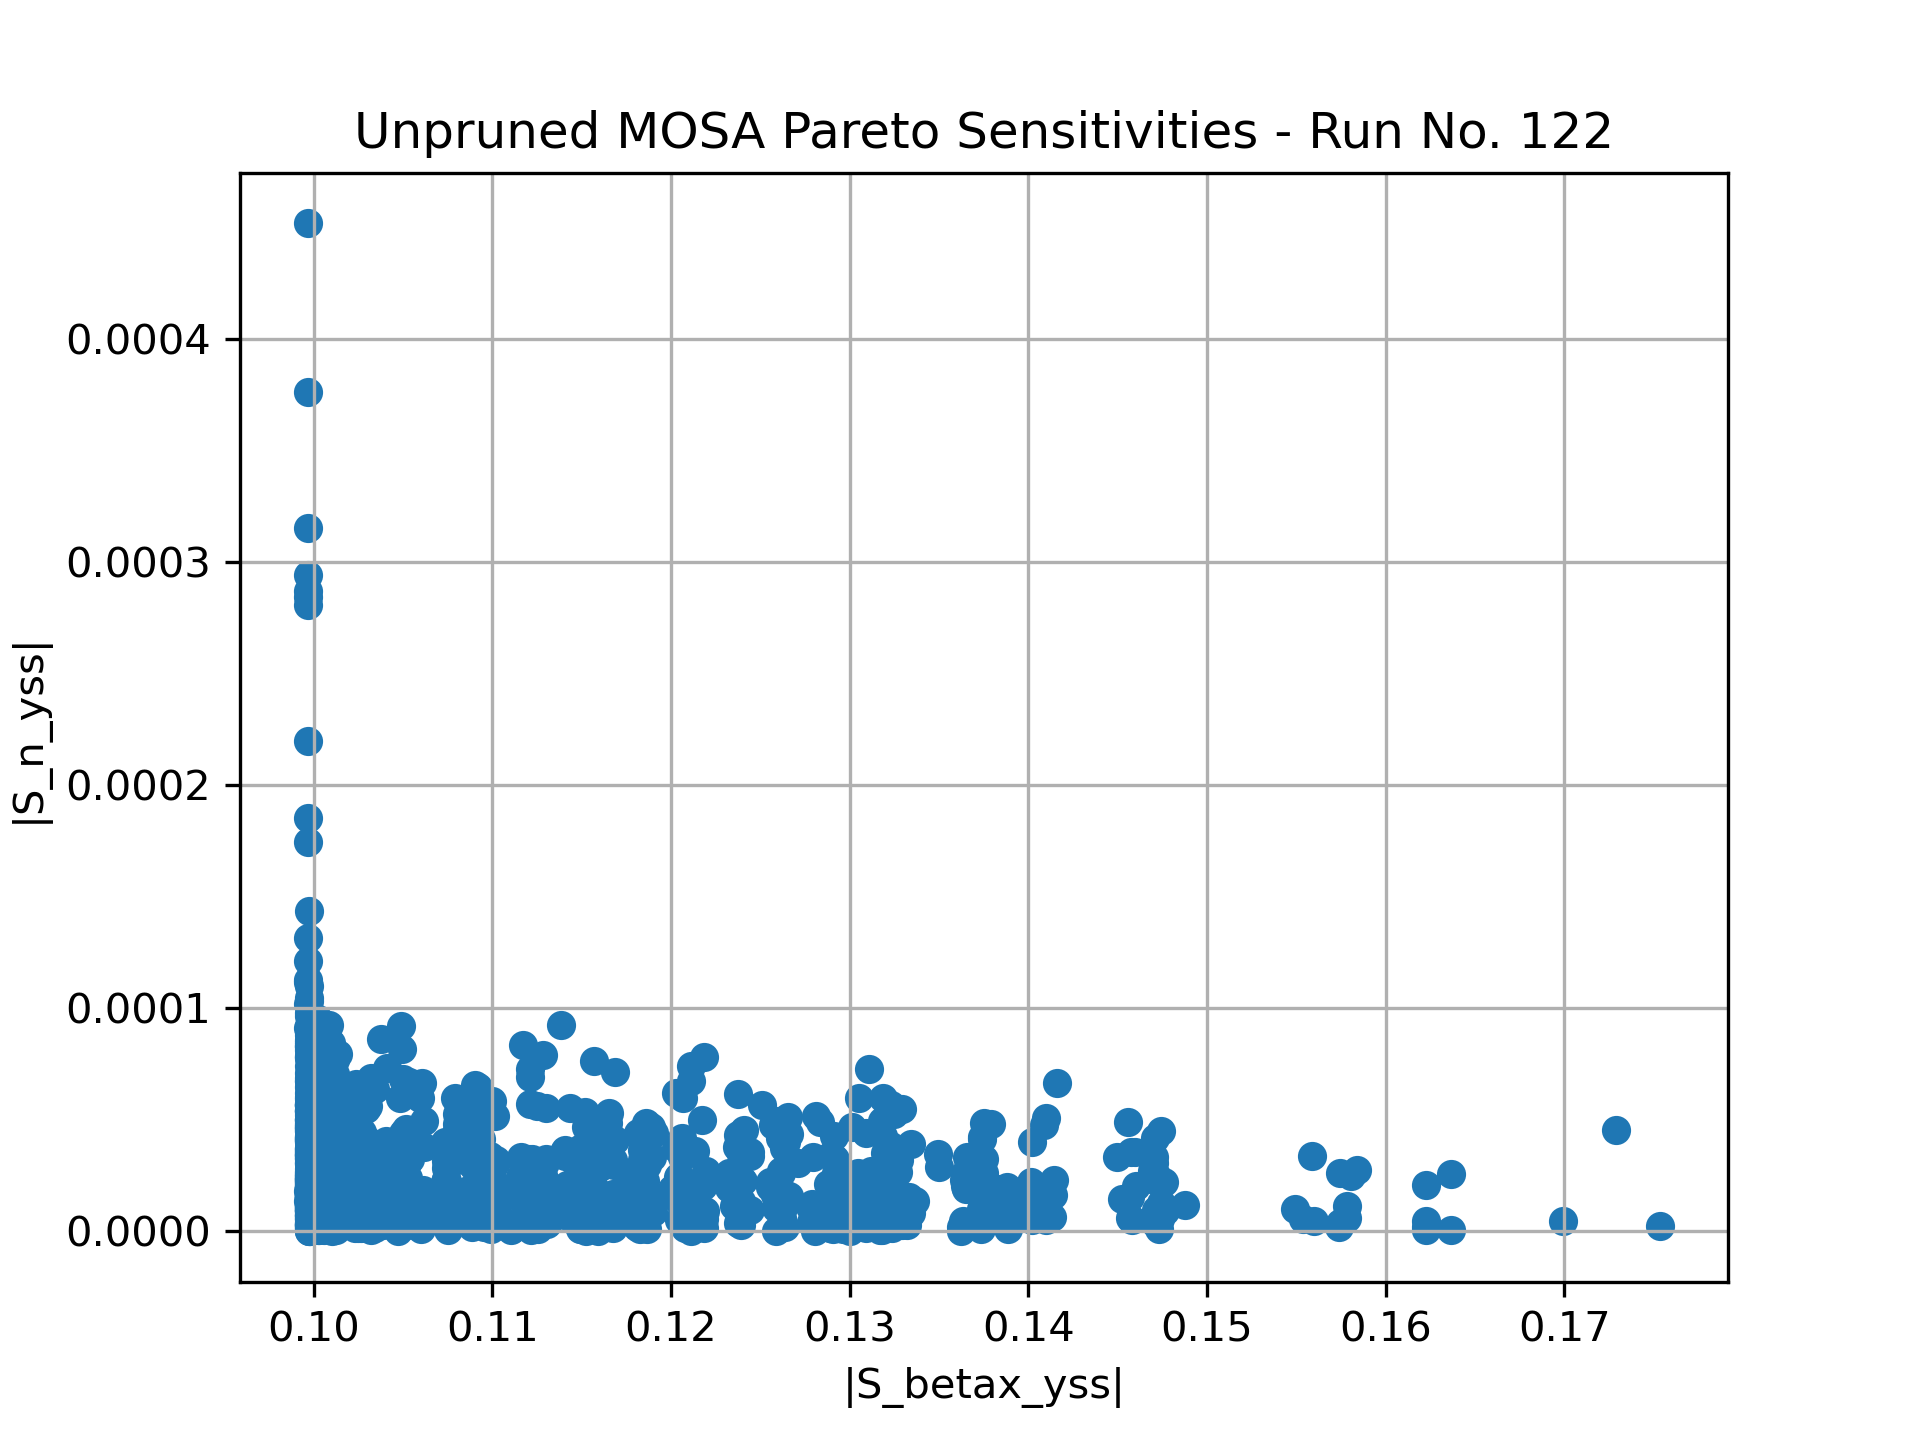 Unpruned MOSA Pareto Sensitivities - Run No. 122
|S_n_yss|
0.0004
0.0003
0.0002
0.0001
0.0000
0.10 0.11 0.12 0.13 0.14 0.15 0.16 0.17
|S_betax_yss|